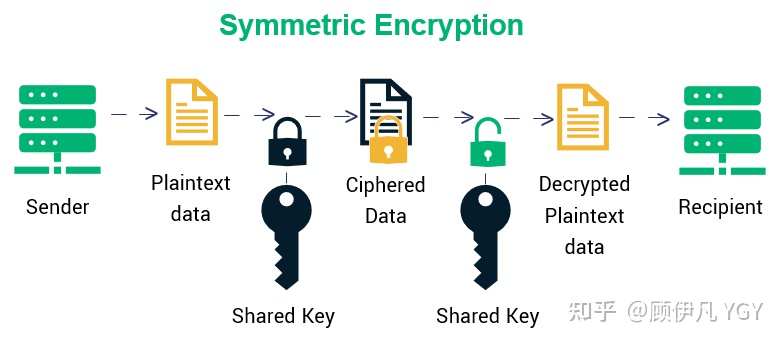 Symmetric Encryption
Sender
Plaintext
data
Shared Key
Ciphered
Data
Shared Key
Decrypted
Plaintext
data
Recipient
知乎 @顾伊凡 YGY